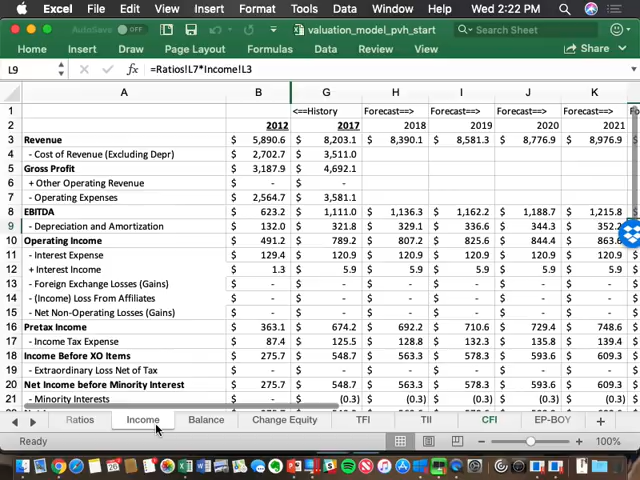 Excel File Edit View Insert Format Tools Data Window Wed 2:22 PM
AutoSave OFF valuation_model_pvh_start Search Sheet
Home Insert Draw Page Layout Formulas Data Review View Share
L9 fx =Ratios!L7*Income!L3
A B G H I J K
1 <==History Forecast==> Forecast==> Forecast==> Forecast==> Fo
2 2012 2017 2018 2019 2020 2021
3 Revenue $ 5,890.6 $ 8,203.1 $ 8,390.1 $ 8,581.3 $ 8,776.9 $ 8,976.9 $
4 - Cost of Revenue (Excluding Depr) $ 2,702.7 $ 3,511.0
5 Gross Profit $ 3,187.9 $ 4,692.1
6 + Other Operating Revenue $ - $ -
7 - Operating Expenses $ 2,564.7 $ 3,581.1
8 EBITDA $ 623.2 $ 1,111.0 $ 1,136.3 $ 1,162.2 $ 1,188.7 $ 1,215.8 $
9 - Depreciation and Amortization $ 132.0 $ 321.8 $ 329.1 $ 336.6 $ 344.3 $ 352.2
10 Operating Income $ 491.2 $ 789.2 $ 807.2 $ 825.6 $ 844.4 $ 863.6
11 - Interest Expense $ 129.4 $ 120.9 $ 120.9 $ 120.9 $ 120.9 $ 120.9 $
12 + Interest Income $ 1.3 $ 5.9 $ 5.9 $ 5.9 $ 5.9 $ 5.9 $
13 - Foreign Exchange Losses (Gains) $ - $ - $ - $ - $ - $ - $
14 - (Income) Loss From Affiliates $ - $ - $ - $ - $ - $ - $
15 - Net Non-Operating Losses (Gains) $ - $ - $ - $ - $ - $ - $
16 Pretax Income $ 363.1 $ 674.2 $ 692.2 $ 710.6 $ 729.4 $ 748.6 $
17 - Income Tax Expense $ 87.4 $ 125.5 $ 128.8 $ 132.3 $ 135.8 $ 139.4 $
18 Income Before XO Items $ 275.7 $ 548.7 $ 563.3 $ 578.3 $ 593.6 $ 609.3 $
19 - Extraordinary Loss Net of Tax $ - $ - $ - $ - $ - $ - $
20 Net Income before Minority Interest $ 275.7 $ 548.7 $ 563.3 $ 578.3 $ 593.6 $ 609.3 $
21 - Minority Interests $ - $ (0.3) $ (0.3) $ (0.3) $ (0.3) $ (0.3) $
Ratios Income Balance Change Equity TFI TII CFI EP-BOY
Ready 100%